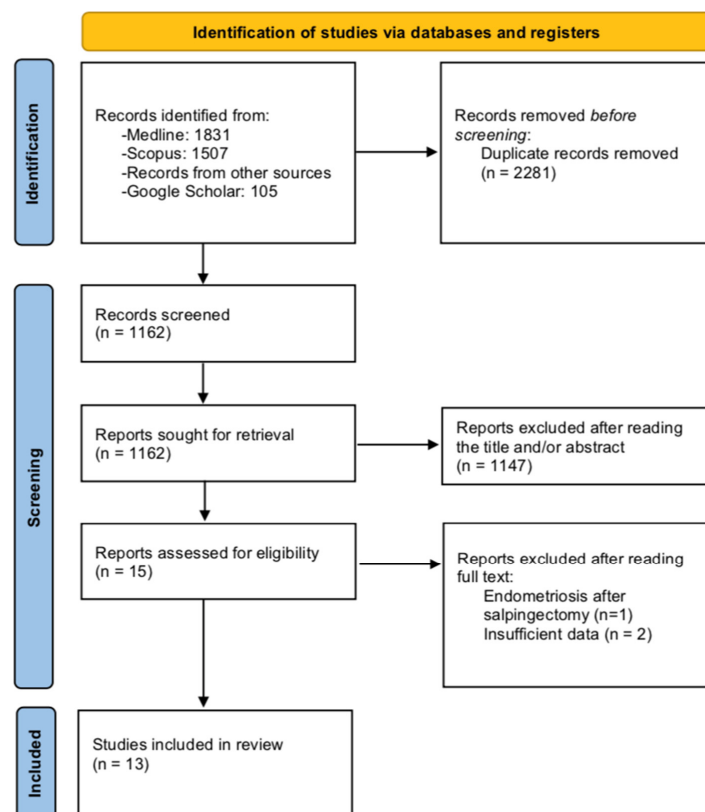 Identification of studies via databases and registers
Identification
Records identified from:
-Medline: 1831
-Scopus: 1507
-Records from other sources
-Google Scholar: 105
Records removed before
screening:
Duplicate records removed
(n = 2281)
Screening
Records screened
(n = 1162)
Reports sought for retrieval
(n = 1162)
Reports excluded after reading
the title and/or abstract
(n = 1147)
Reports assessed for eligibility
(n = 15)
Reports excluded after reading
full text:
Endometriosis after
salpingectomy (n=1)
Insufficient data (n = 2)
Included
Studies included in review
(n = 13)